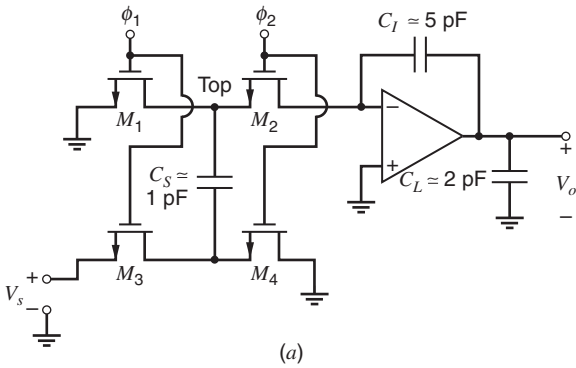 ϕ1 ϕ2
C_I ≃ 5 pF
Top
M1 M2
−
+
C_S ≃
1 pF
C_L ≃ 2 pF
+
V_o
−
M3 M4
+
V_s
−
(a)